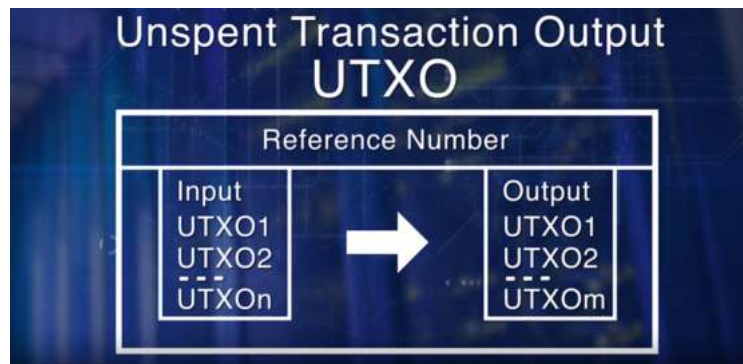 Unspent Transaction Output
UTXO
Reference Number
Input
UTXO1
UTXO2
---
UTXOn
Output
UTXO1
UTXO2
---
UTXOm